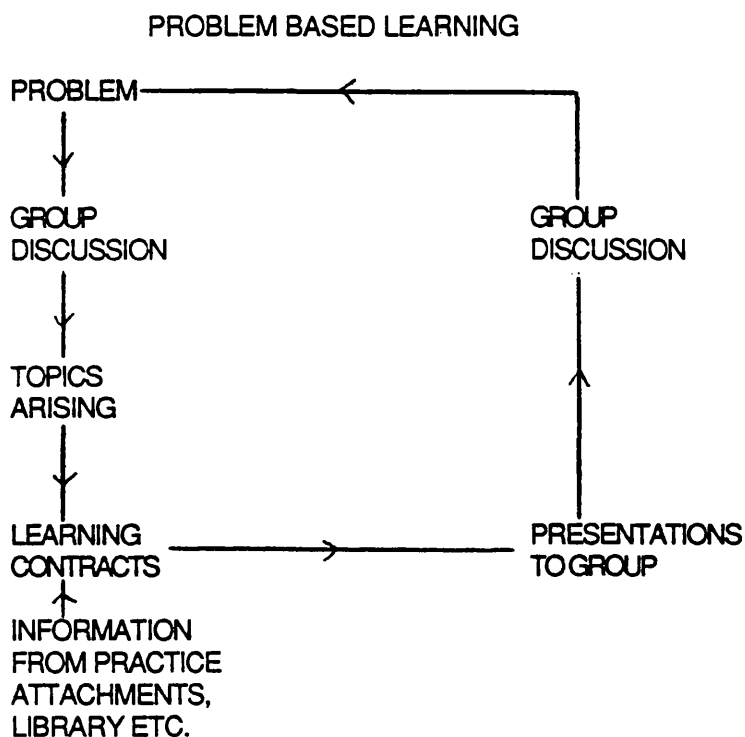 PROBLEM BASED LEARNING
PROBLEM
GROUP
DISCUSSION
TOPICS
ARISING
LEARNING
CONTRACTS
INFORMATION
FROM PRACTICE
ATTACHMENTS,
LIBRARY ETC.
PRESENTATIONS
TO GROUP
GROUP
DISCUSSION